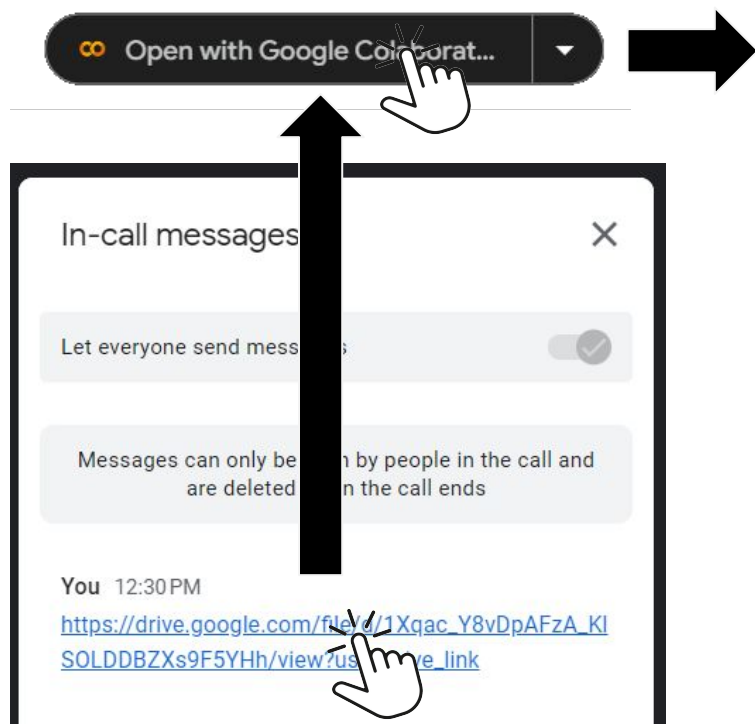 Open with Google Colaborat...
In-call messages
Let everyone send mess s
Messages can only be n by people in the call and
are deleted n the call ends
You 12:30 PM
https://drive.google.com/file/d/1Xqac_Y8vDpAFzA_KI
SOLDDBZXs9F5YHh/view?us ve_link